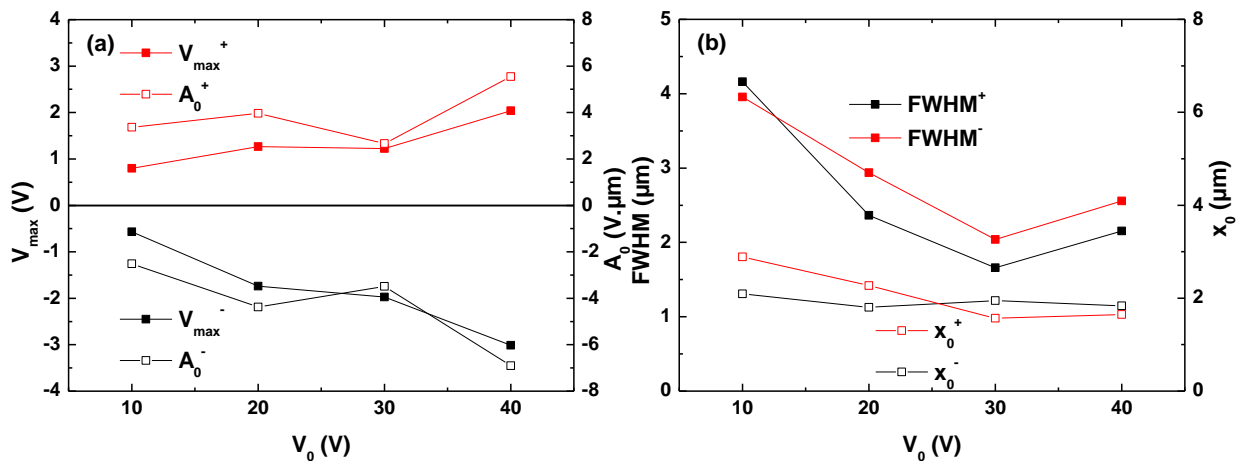 (a)
V_max^+
A_0^+
V_max^-
A_0^-
4
3
2
1
0
-1
-2
-3
-4
V_max (V)
8
6
4
2
0
-2
-4
-6
-8
A_0 (V.µm)
10 20 30 40
V_0 (V)
(b)
FWHM^+
FWHM^-
x_0^+
x_0^-
5
4
3
2
1
0
FWHM (µm)
8
6
4
2
0
x_0 (µm)
10 20 30 40
V_0 (V)